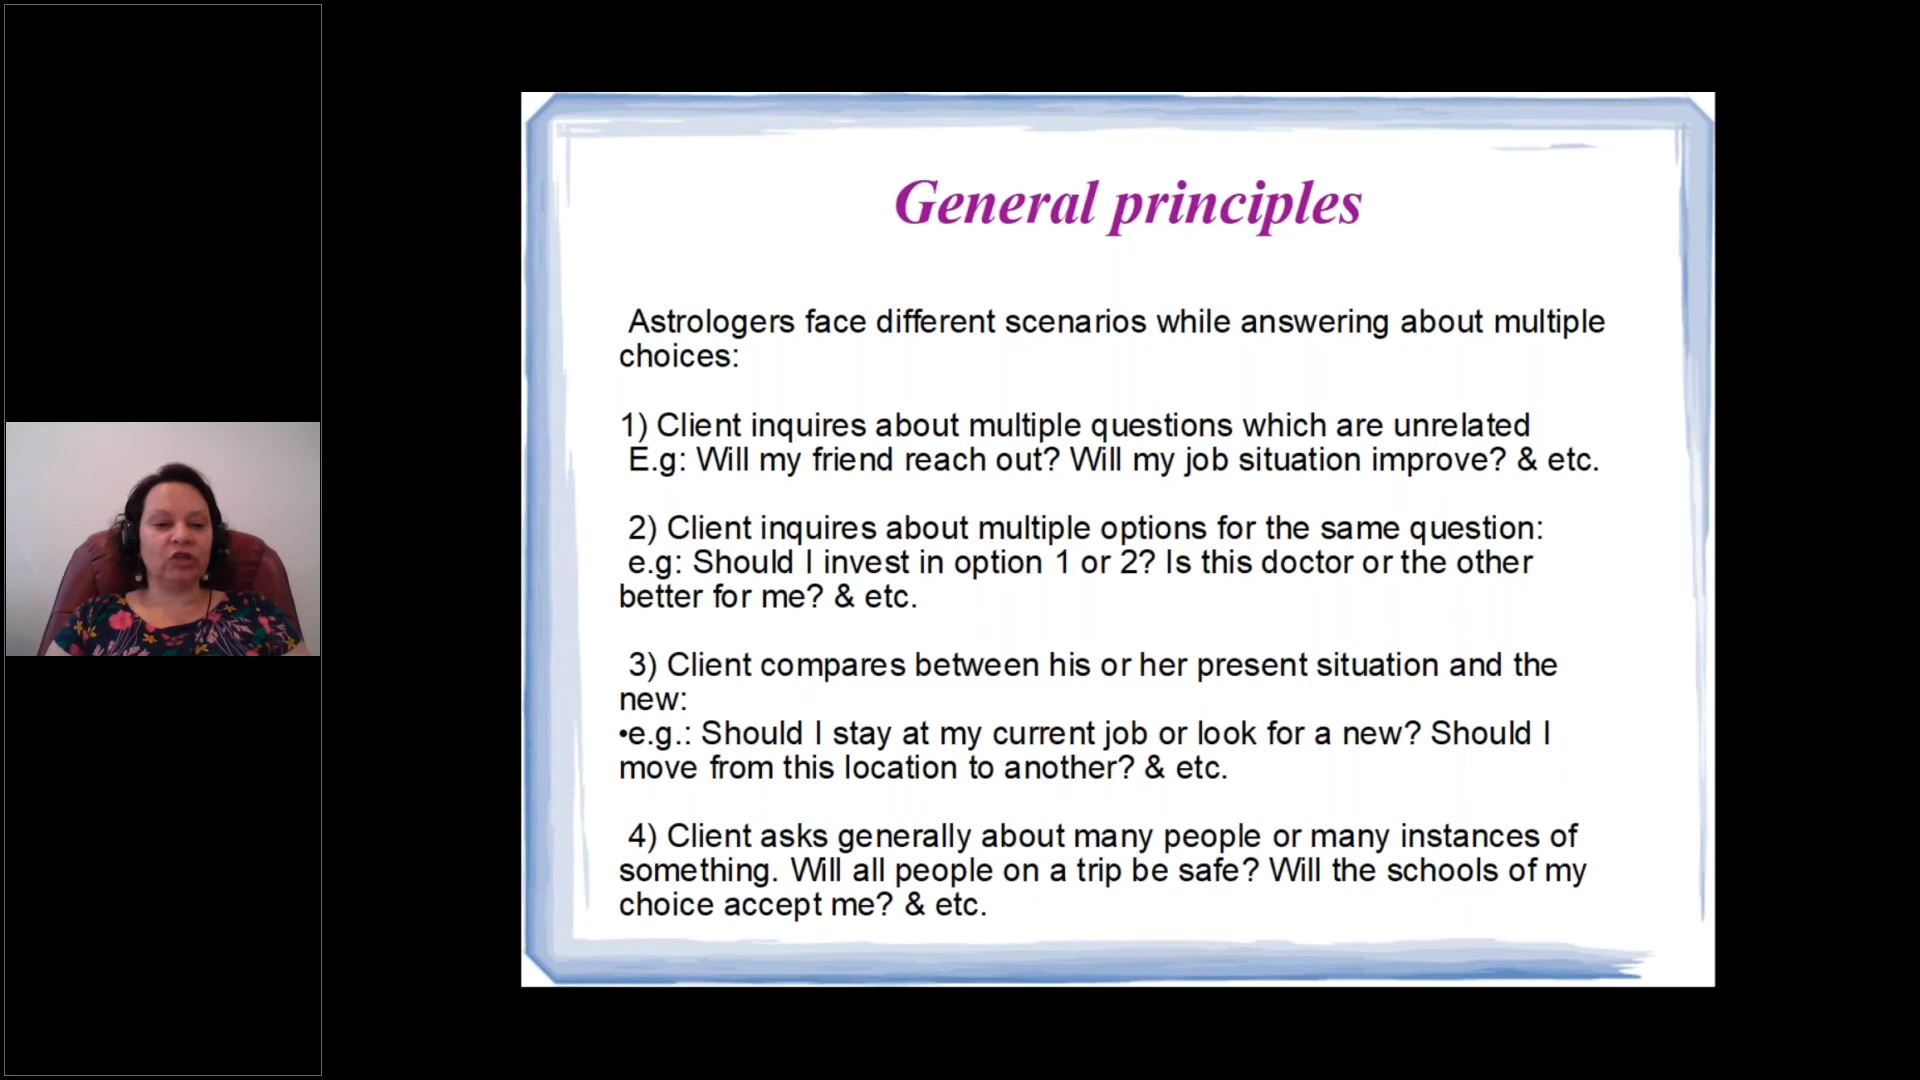 General principles
Astrologers face different scenarios while answering about multiple
choices:
1) Client inquires about multiple questions which are unrelated
E.g: Will my friend reach out? Will my job situation improve? & etc.
2) Client inquires about multiple options for the same question:
e.g: Should I invest in option 1 or 2? Is this doctor or the other
better for me? & etc.
3) Client compares between his or her present situation and the
new:
•e.g.: Should I stay at my current job or look for a new? Should I
move from this location to another? & etc.
4) Client asks generally about many people or many instances of
something. Will all people on a trip be safe? Will the schools of my
choice accept me? & etc.